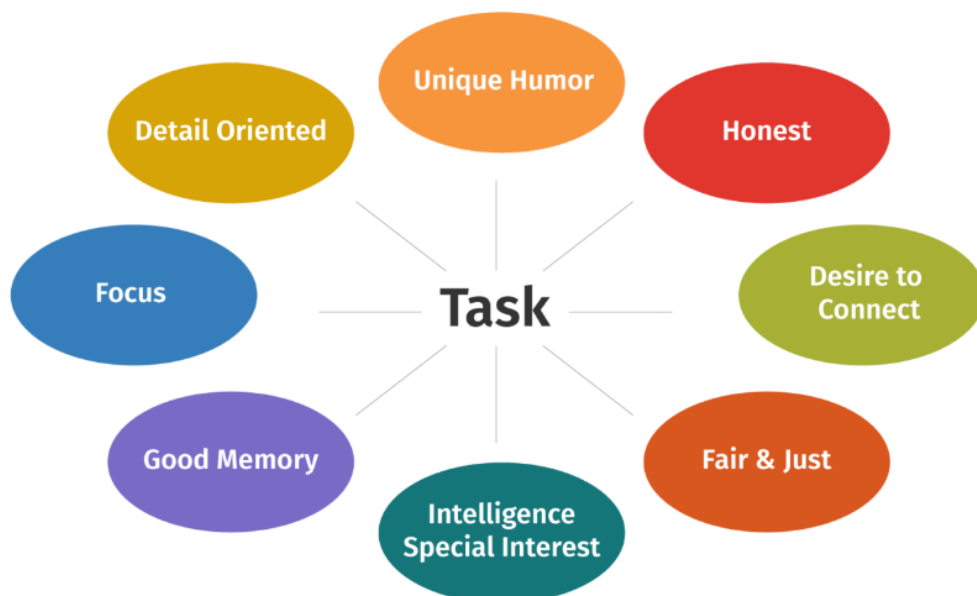 Unique Humor
Detail Oriented
Honest
Focus
Task
Desire to
Connect
Good Memory
Fair & Just
Intelligence
Special Interest